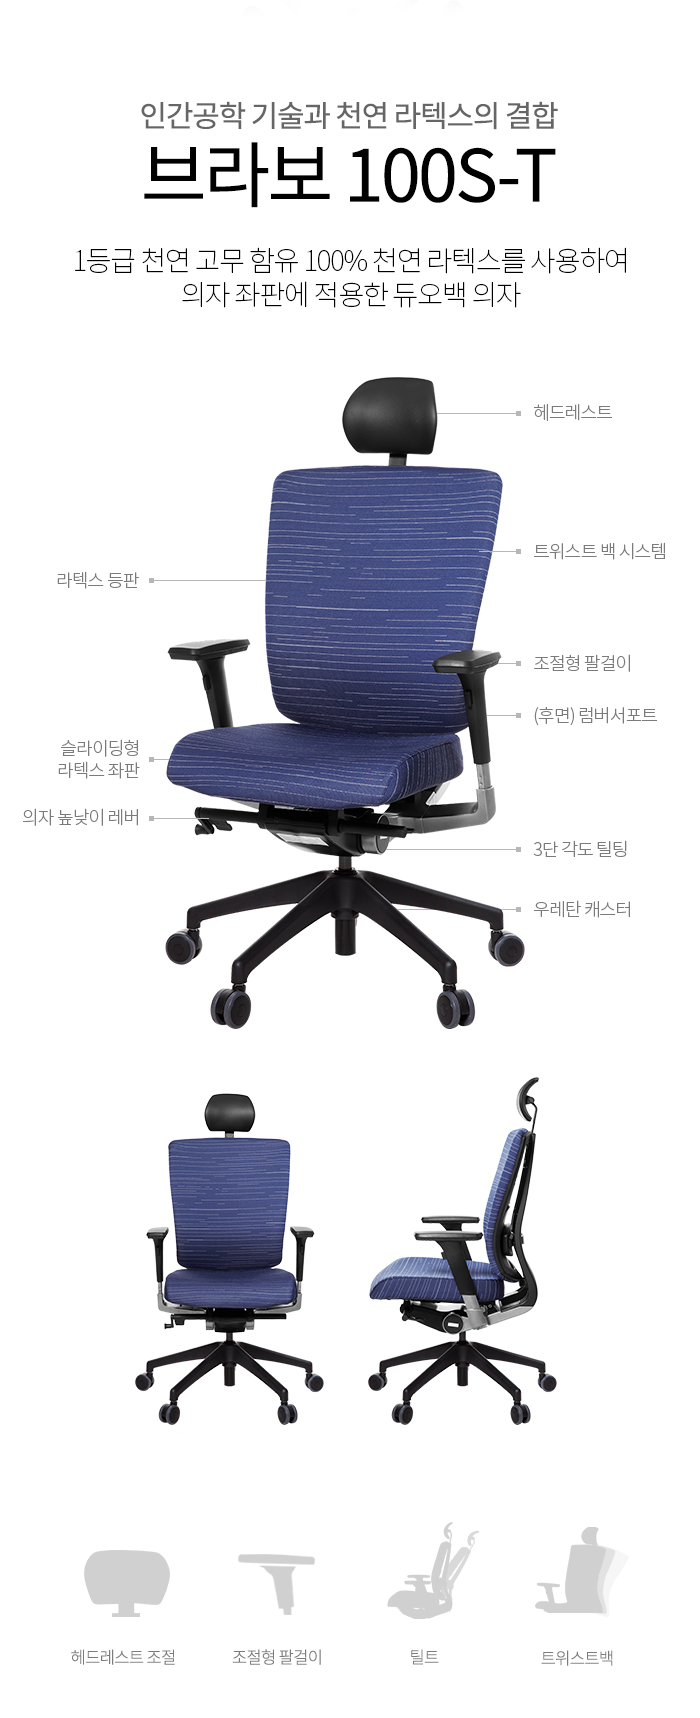 인간공학 기술과 천연 라텍스의 결합
브라보 100S-T
1등급 천연 고무 함유 100% 천연 라텍스를 사용하여
의자 좌판에 적용한 듀오백 의자
헤드레스트
트위스트 백 시스템
라텍스 등판
조절형 팔걸이
(후면) 럼버서포트
슬라이딩형
라텍스 좌판
의자 높낮이 레버
3단 각도 틸팅
우레탄 캐스터
헤드레스트 조절
조절형 팔걸이
틸트
트위스트백